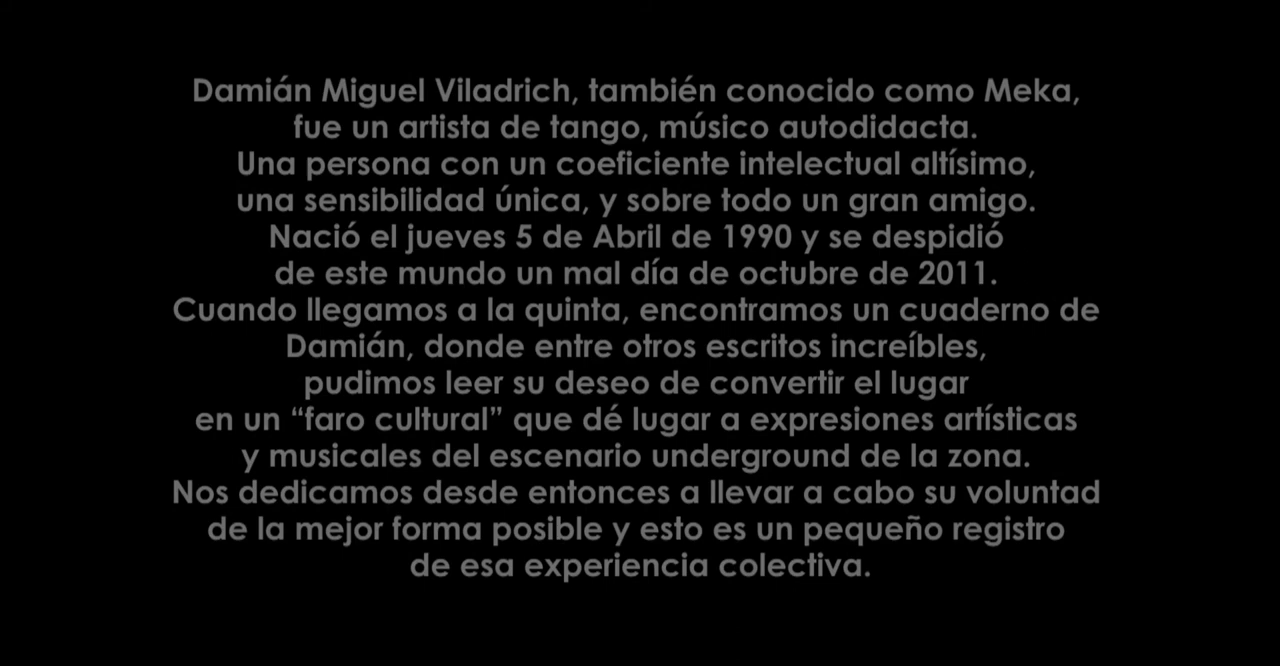 Damián Miguel Viladrich, también conocido como Meka,
fue un artista de tango, músico autodidacta.
Una persona con un coeficiente intelectual altísimo,
una sensibilidad única, y sobre todo un gran amigo.
Nació el jueves 5 de Abril de 1990 y se despidió
de este mundo un mal día de octubre de 2011.
Cuando llegamos a la quinta, encontramos un cuaderno de
Damián, donde entre otros escritos increíbles,
pudimos leer su deseo de convertir el lugar
en un “faro cultural” que dé lugar a expresiones artísticas
y musicales del escenario underground de la zona.
Nos dedicamos desde entonces a llevar a cabo su voluntad
de la mejor forma posible y esto es un pequeño registro
de esa experiencia colectiva.